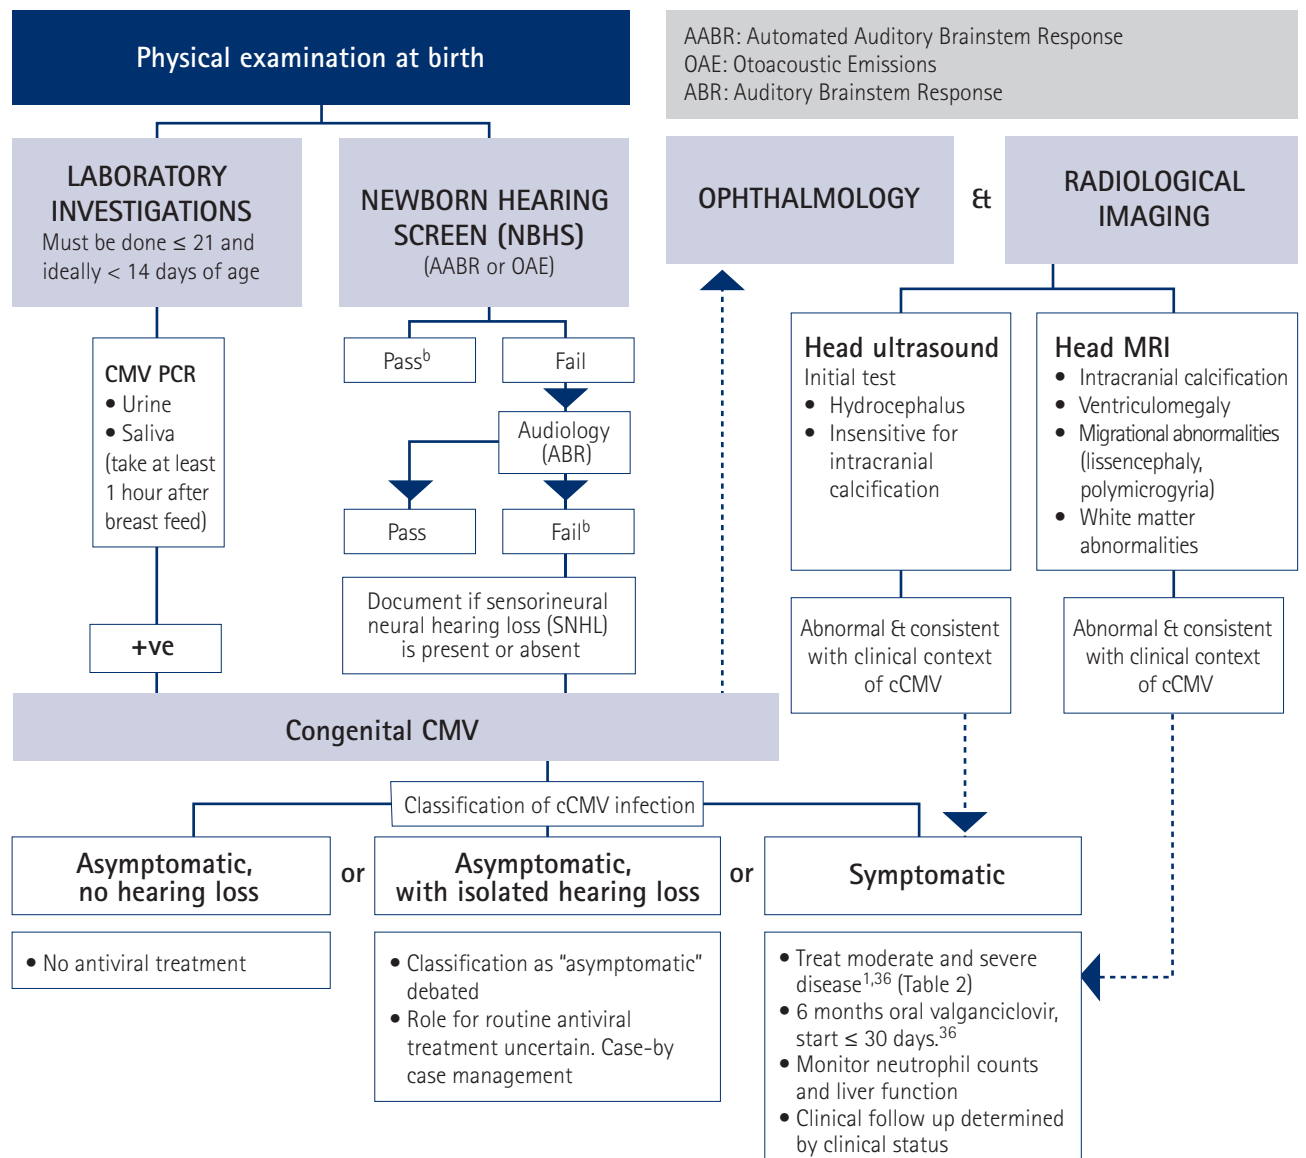 Physical examination at birth
AABR: Automated Auditory Brainstem Response
OAE: Otoacoustic Emissions
ABR: Auditory Brainstem Response
LABORATORY
INVESTIGATIONS
Must be done ≤ 21 and
ideally < 14 days of age
NEWBORN HEARING
SCREEN (NBHS)
(AABR or OAE)
OPHTHALMOLOGY
&
RADIOLOGICAL
IMAGING
CMV PCR
• Urine
• Saliva
(take at least
1 hour after
breast feed)
+ve
Passᵇ
Fail
Audiology
(ABR)
Pass
Failᵇ
Document if sensorineural
neural hearing loss (SNHL)
is present or absent
Head ultrasound
Initial test
• Hydrocephalus
• Insensitive for
intracranial
calcification
Head MRI
• Intracranial calcification
• Ventriculomegaly
• Migrational abnormalities
(lissencephaly,
polymicrogyria)
• White matter
abnormalities
Abnormal & consistent
with clinical context
of cCMV
Abnormal & consistent
with clinical context
of cCMV
Congenital CMV
Classification of cCMV infection
Asymptomatic,
no hearing loss
or
Asymptomatic,
with isolated hearing loss
or
Symptomatic
• No antiviral treatment
• Classification as “asymptomatic”
debated
• Role for routine antiviral
treatment uncertain. Case-by
case management
• Treat moderate and severe
disease¹,³⁶ (Table 2)
• 6 months oral valganciclovir,
start ≤ 30 days.³⁶
• Monitor neutrophil counts
and liver function
• Clinical follow up determined
by clinical status